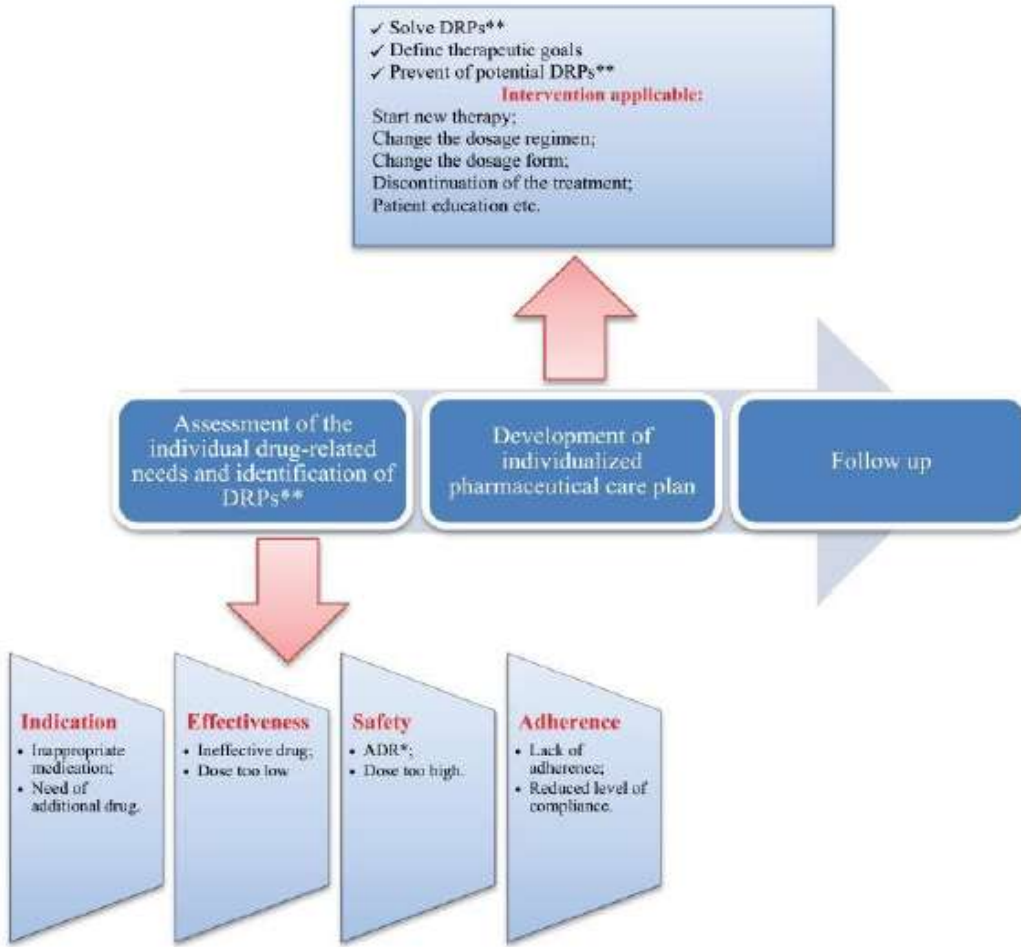 ✓ Solve DRPs**
✓ Define therapeutic goals
✓ Prevent of potential DRPs**
Intervention applicable:
Start new therapy;
Change the dosage regimen;
Change the dosage form;
Discontinuation of the treatment;
Patient education etc.
Assessment of the
individual drug-related
needs and identification of
DRPs**
Development of
individualized
pharmaceutical care plan
Follow up
Indication
• Inappropriate
medication;
• Need of
additional drug.
Effectiveness
• Ineffective drug;
• Dose too low
Safety
• ADR*;
• Dose too high.
Adherence
• Lack of
adherence;
• Reduced level of
compliance.